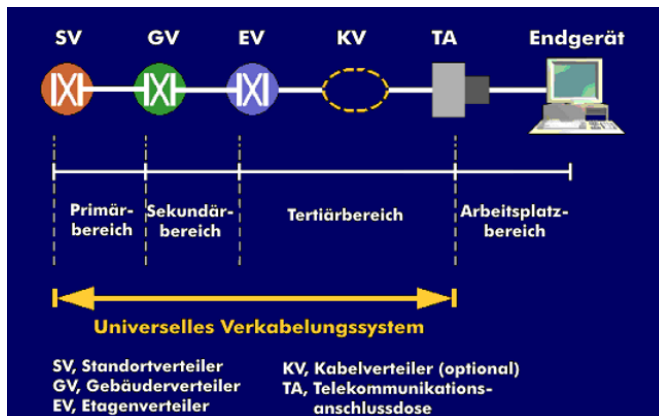 SV GV EV KV TA Endgerät
Primär-
bereich
Sekundär-
bereich
Tertiärbereich
Arbeitsplatz-
bereich
Universelles Verkabelungssystem
SV, Standortverteiler
GV, Gebäuderverteiler
EV, Etagenverteiler
KV, Kabelverteiler (optional)
TA, Telekommunikations-
anschlussdose